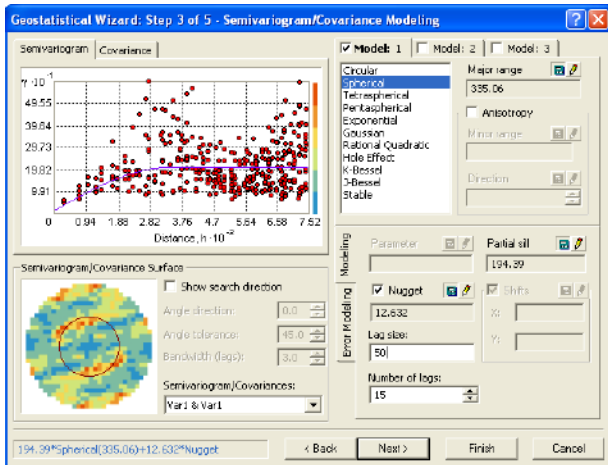 Geostatistical Wizard: Step 3 of 5 - Semivariogram/Covariance Modeling
Semivariogram
Covariance
γ·10⁻¹
49.55
39.64
29.73
19.82
9.91
0 0.94 1.88 2.82 3.76 4.7 5.64 6.58 7.52
Distance, h·10⁻²
Semivariogram/Covariance Surface
Show search direction
Angle direction: 0.0
Angle tolerance: 45.0
Bandwidth (lags): 3.0
Semivariogram/Covariances:
Var1 & Var1
Model: 1
Model: 2
Model: 3
Circular
Spherical
Tetraspherical
Pentaspherical
Exponential
Gaussian
Rational Quadratic
Hole Effect
K-Bessel
J-Bessel
Stable
Major range
335.06
Anisotropy
Minor range
Direction
Modeling
Error Modeling
Parameter
Partial sill
194.39
Nugget
12.632
Shifts
X:
Y:
Lag size:
50
Number of lags:
15
194.39*Spherical(335.06)+12.632*Nugget
< Back
Next >
Finish
Cancel